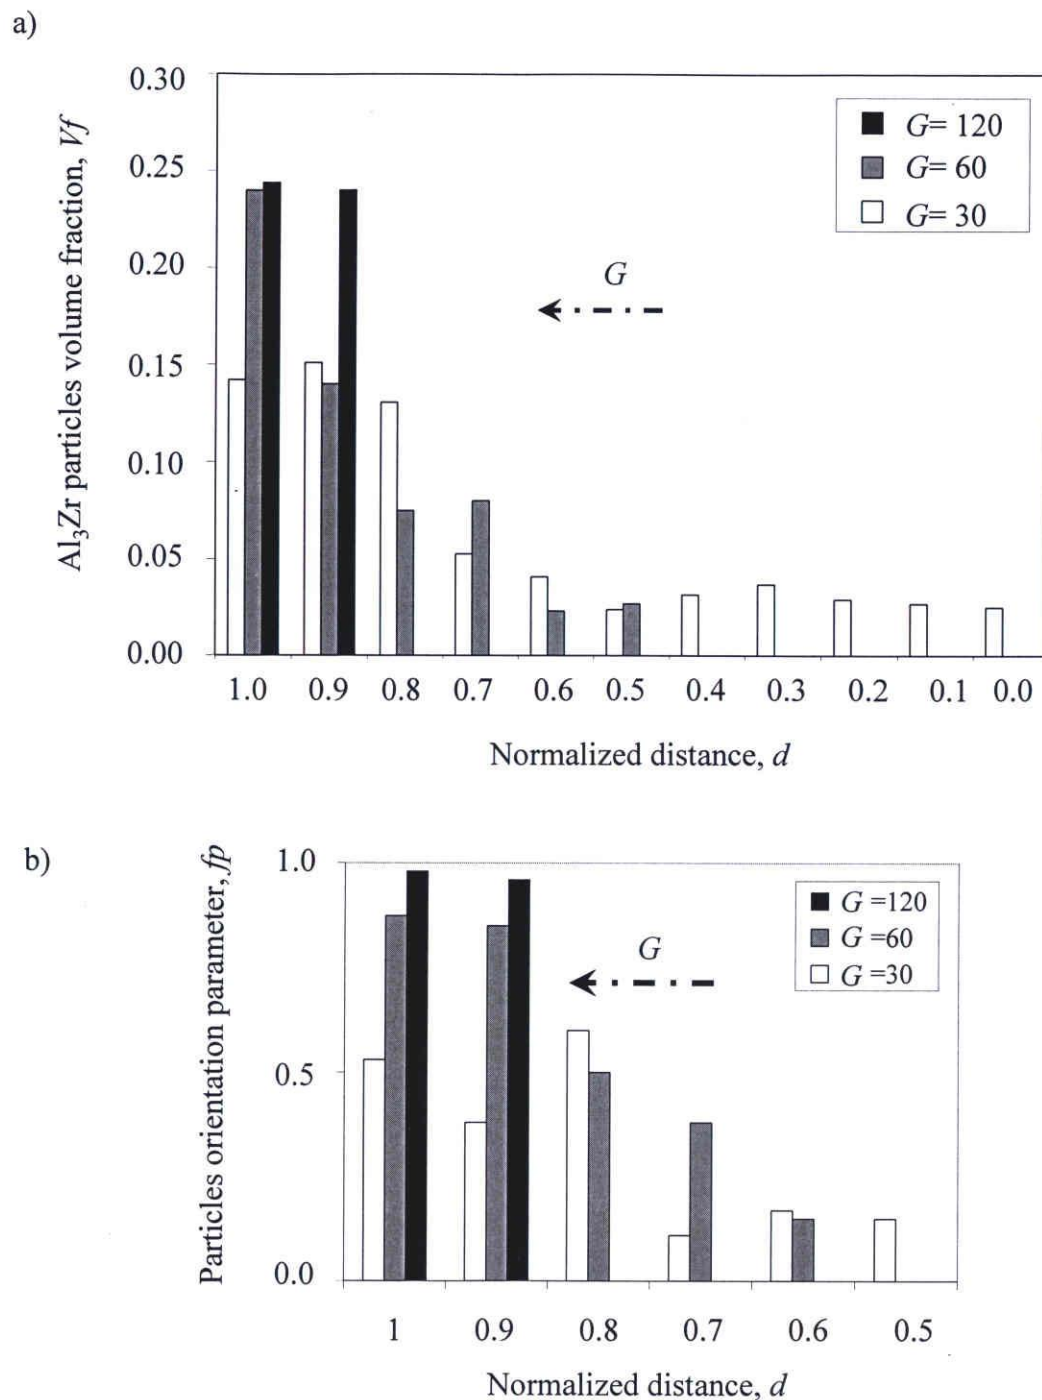 a)
Al₃Zr particles volume fraction, Vf
0.30
0.25
0.20
0.15
0.10
0.05
0.00
G= 120
G= 60
G= 30
G
1.0 0.9 0.8 0.7 0.6 0.5 0.4 0.3 0.2 0.1 0.0
Normalized distance, d
b)
Particles orientation parameter, fp
1.0
0.5
0.0
G =120
G =60
G =30
G
1 0.9 0.8 0.7 0.6 0.5
Normalized distance, d